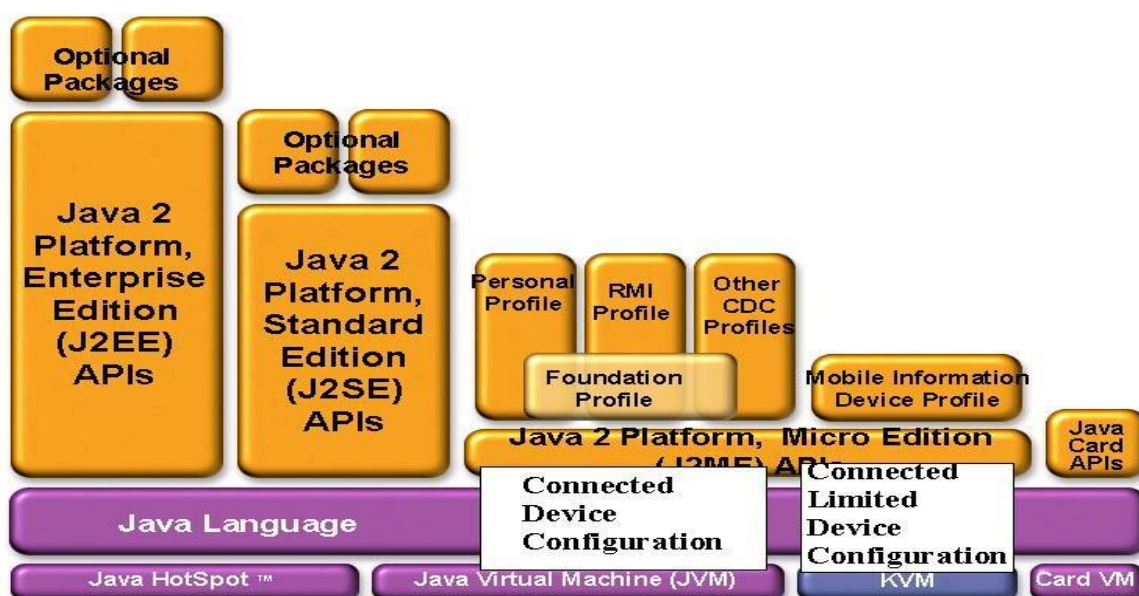 Optional
Packages
Java 2
Platform,
Enterprise
Edition
(J2EE)
APIs
Optional
Packages
Java 2
Platform,
Standard
Edition
(J2SE)
APIs
Personal
Profile
RMI
Profile
Other
CDC
Profiles
Foundation
Profile
Mobile Information
Device Profile
Java 2 Platform, Micro Edition
(J2ME) APIs
Java
Card
APIs
Connected
Device
Configuration
Connected
Limited
Device
Configuration
Java Language
Java HotSpot ™
Java Virtual Machine (JVM)
KVM
Card VM